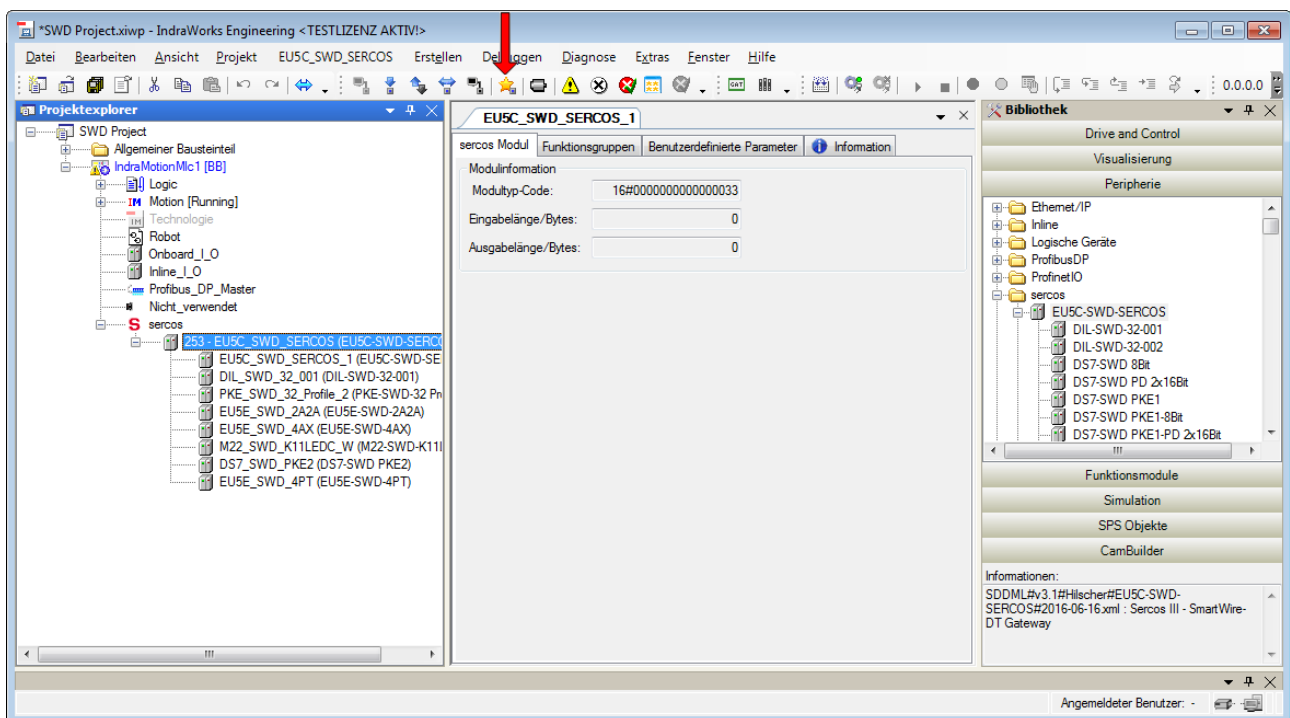 *SWD Project.xiwp - IndraWorks Engineering <TESTLIZENZ AKTIV!>
Datei Bearbeiten Ansicht Projekt EU5C_SWD_SERCOS Erstellen Debuggen Diagnose Extras Fenster Hilfe
0.0.0.0
Projektexplorer
SWD Project
Allgemeiner Bausteinteil
IndraMotionMlc1 [BB]
Logic
Motion [Running]
Technologie
Robot
Onboard_I_O
Inline_I_O
Profibus_DP_Master
Nicht_verwendet
sercos
253 - EU5C_SWD_SERCOS (EU5C-SWD-SERCO
EU5C_SWD_SERCOS_1 (EU5C-SWD-SE
DIL_SWD_32_001 (DIL-SWD-32-001)
PKE_SWD_32_Profile_2 (PKE-SWD-32 Pr
EU5E_SWD_2A2A (EU5E-SWD-2A2A)
EU5E_SWD_4AX (EU5E-SWD-4AX)
M22_SWD_K11LEDC_W (M22-SWD-K11
DS7_SWD_PKE2 (DS7-SWD PKE2)
EU5E_SWD_4PT (EU5E-SWD-4PT)
EU5C_SWD_SERCOS_1
sercos Modul Funktionsgruppen Benutzerdefinierte Parameter Information
Modulinformation
Modultyp-Code: 16#0000000000000033
Eingabelänge/Bytes: 0
Ausgabelänge/Bytes: 0
Bibliothek
Drive and Control
Visualisierung
Peripherie
Ethernet/IP
Inline
Logische Geräte
ProfibusDP
ProfinetIO
sercos
EU5C-SWD-SERCOS
DIL-SWD-32-001
DIL-SWD-32-002
DS7-SWD 8Bit
DS7-SWD PD 2x16Bit
DS7-SWD PKE1
DS7-SWD PKE1-8Bit
DS7-SWD PKE1-PD 2x16Bit
Funktionsmodule
Simulation
SPS Objekte
CamBuilder
Informationen:
SDDML#v3.1#Hilscher#EU5C-SWD-
SERCOS#2016-06-16.xml : Sercos III - SmartWire-
DT Gateway
Angemeldeter Benutzer: -